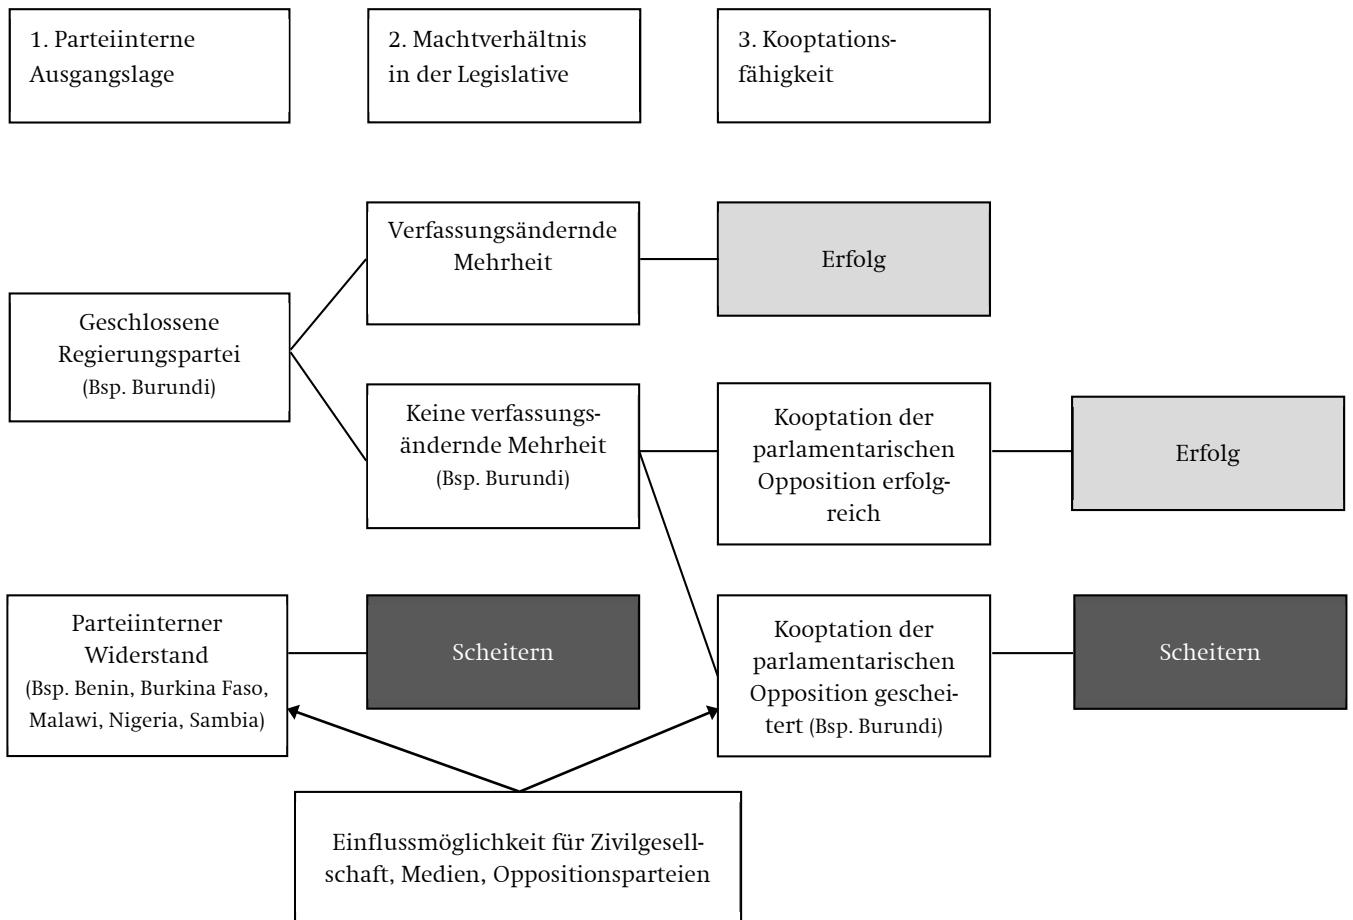 1. Parteiinterne
Ausgangslage
2. Machtverhältnis
in der Legislative
3. Kooptations-
fähigkeit
Verfassungsändernde
Mehrheit
Erfolg
Geschlossene
Regierungspartei
(Bsp. Burundi)
Keine verfassungs-
ändernde Mehrheit
(Bsp. Burundi)
Kooptation der
parlamentarischen
Opposition erfolg-
reich
Erfolg
Parteiinterner
Widerstand
(Bsp. Benin, Burkina Faso,
Malawi, Nigeria, Sambia)
Scheitern
Kooptation der
parlamentarischen
Opposition geschei-
tert (Bsp. Burundi)
Scheitern
Einflussmöglichkeit für Zivilgesell-
schaft, Medien, Oppositionsparteien